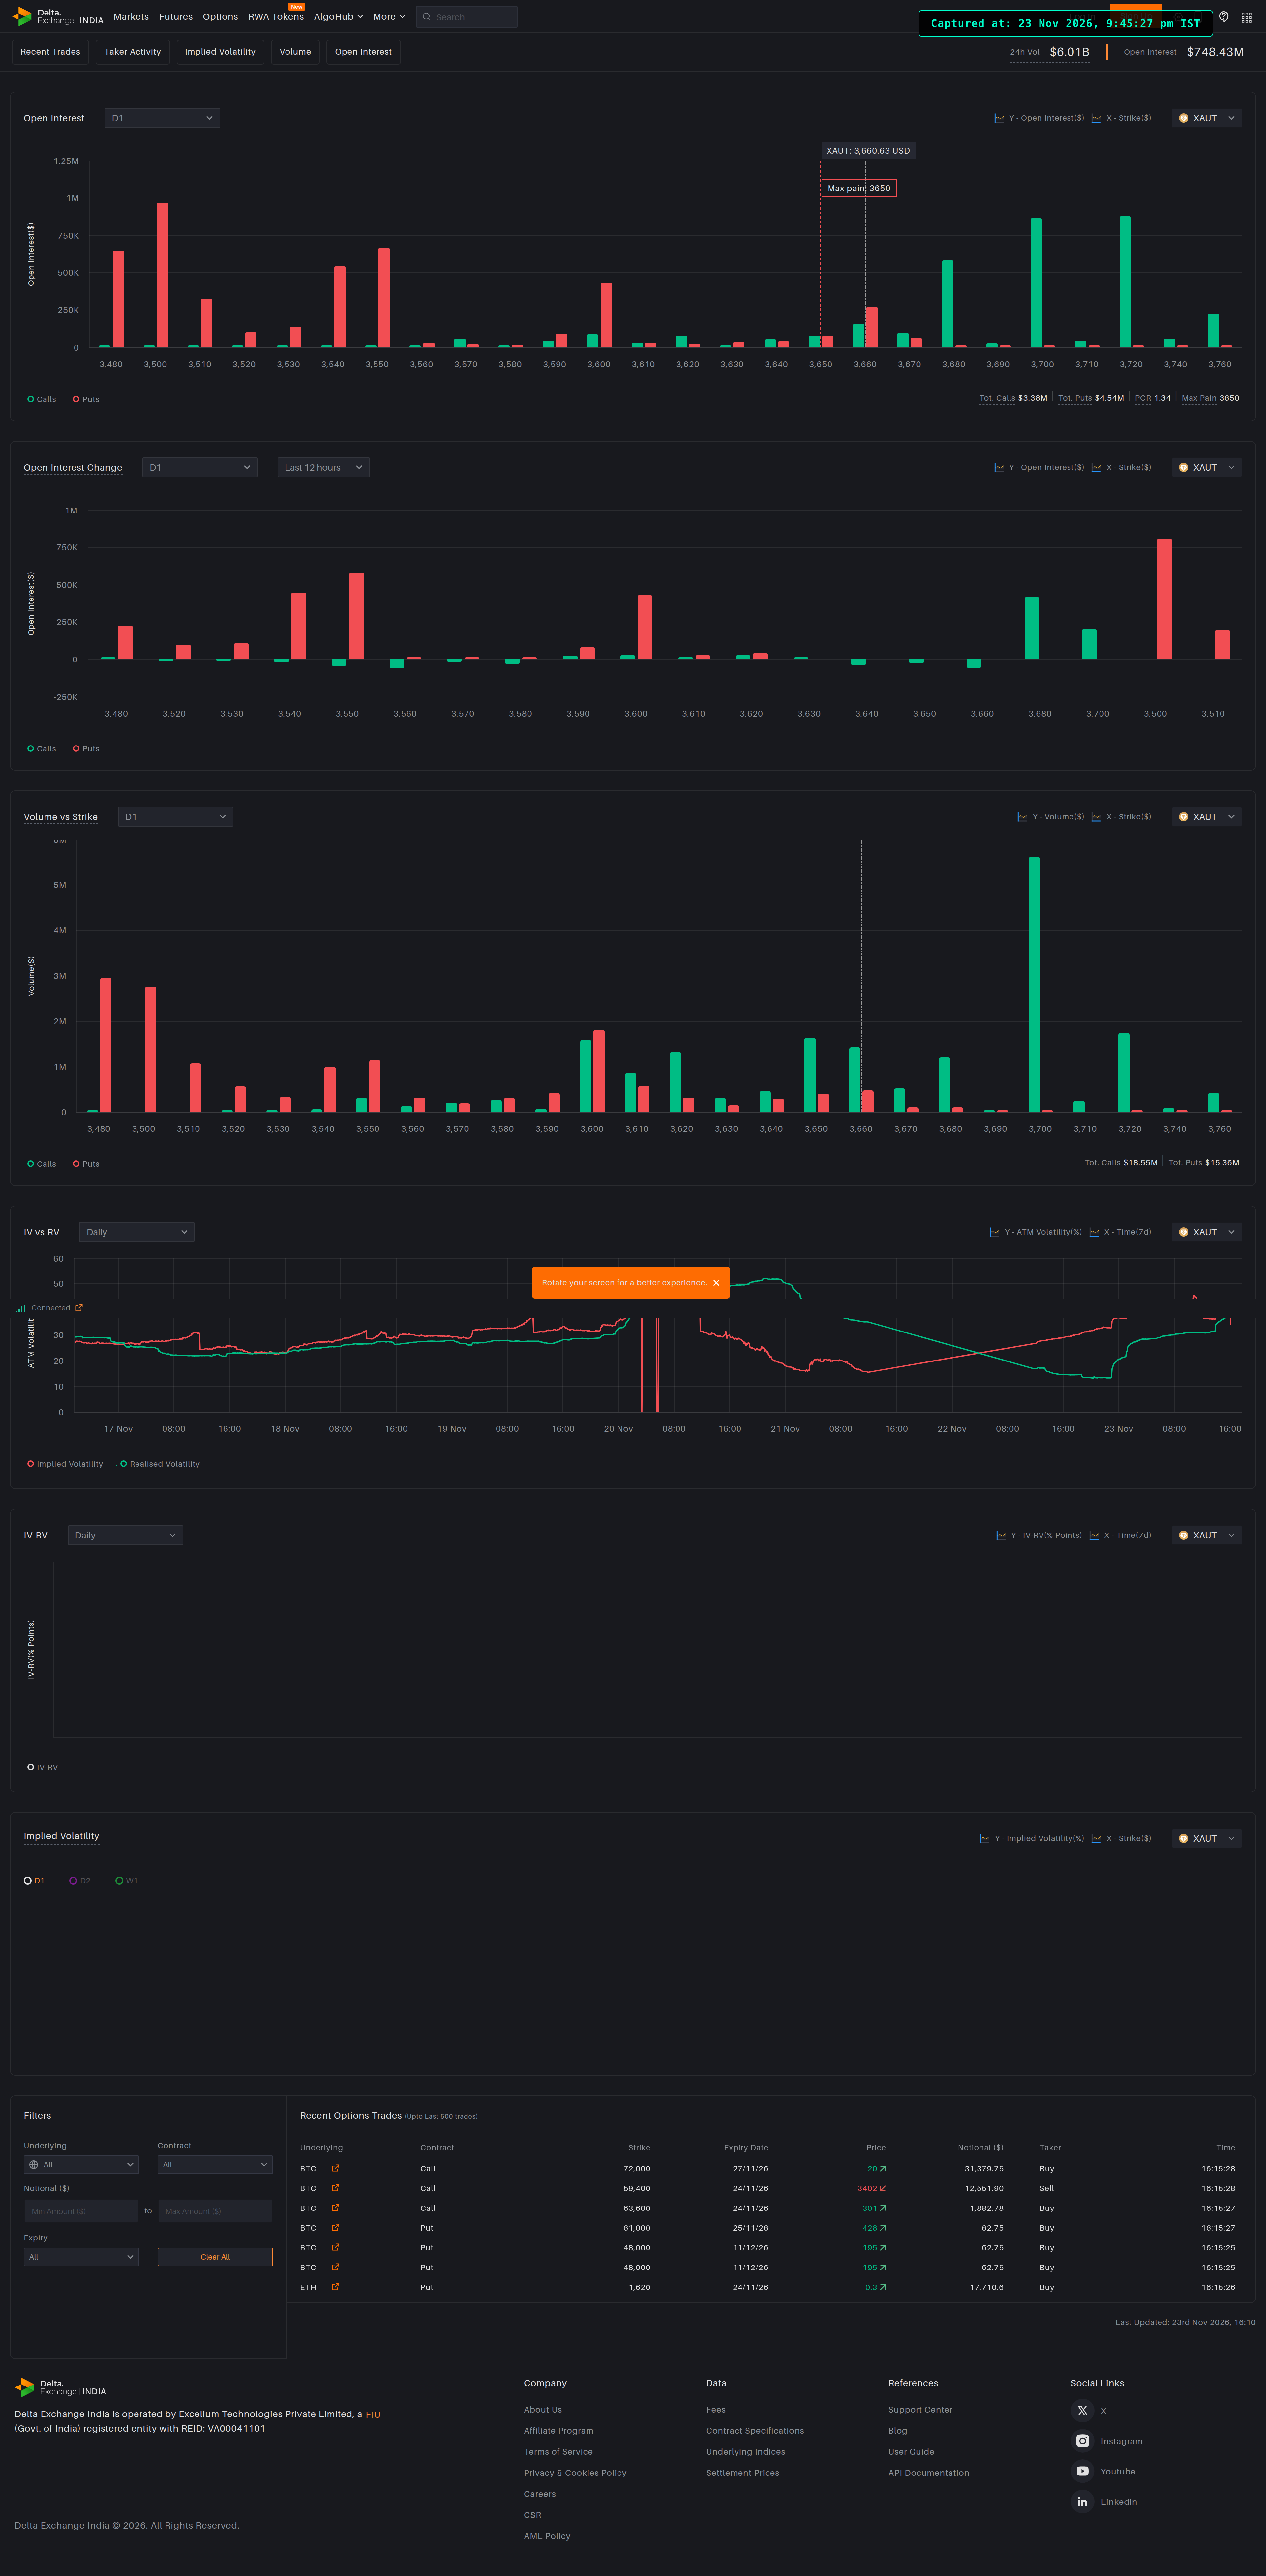 Delta. Exchange | INDIA
Markets Futures Options RWA Tokens New AlgoHub More Search
Captured at: 23 Nov 2026, 9:45:27 pm IST
Recent Trades Taker Activity Implied Volatility Volume Open Interest
24h Vol $6.01B Open Interest $748.43M
Open Interest D1 Y - Open Interest($) X - Strike($) XAUT
XAUT: 3,660.63 USD
Max pain: 3650
Open Interest($)
1.25M
1M
750K
500K
250K
0
3,480 3,500 3,510 3,520 3,530 3,540 3,550 3,560 3,570 3,580 3,590 3,600 3,610 3,620 3,630 3,640 3,650 3,660 3,670 3,680 3,690 3,700 3,710 3,720 3,740 3,760
Calls Puts
Tot. Calls $3.38M Tot. Puts $4.54M PCR 1.34 Max Pain 3650
Open Interest Change D1 Last 12 hours Y - Open Interest($) X - Strike($) XAUT
Open Interest($)
1M
750K
500K
250K
0
-250K
3,480 3,520 3,530 3,540 3,550 3,560 3,570 3,580 3,590 3,600 3,610 3,620 3,630 3,640 3,650 3,660 3,680 3,700 3,500 3,510
Calls Puts
Volume vs Strike D1 Y - Volume($) X - Strike($) XAUT
Volume($)
6M
5M
4M
3M
2M
1M
0
3,480 3,500 3,510 3,520 3,530 3,540 3,550 3,560 3,570 3,580 3,590 3,600 3,610 3,620 3,630 3,640 3,650 3,660 3,670 3,680 3,690 3,700 3,710 3,720 3,740 3,760
Calls Puts
Tot. Calls $18.55M Tot. Puts $15.36M
IV vs RV Daily Y - ATM Volatility(%) X - Time(7d) XAUT
60
50
Rotate your screen for a better experience.
Connected
ATM Volatilit
30
20
10
0
17 Nov 08:00 16:00 18 Nov 08:00 16:00 19 Nov 08:00 16:00 20 Nov 08:00 16:00 21 Nov 08:00 16:00 22 Nov 08:00 16:00 23 Nov 08:00 16:00
Implied Volatility Realised Volatility
IV-RV Daily Y - IV-RV(% Points) X - Time(7d) XAUT
IV-RV(% Points)
IV-RV
Implied Volatility Y - Implied Volatility(%) X - Strike($) XAUT
D1 D2 W1
Filters
Underlying Contract
All All
Notional ($)
Min Amount ($) to Max Amount ($)
Expiry
All Clear All
Recent Options Trades (Upto Last 500 trades)
Underlying Contract Strike Expiry Date Price Notional ($) Taker Time
BTC Call 72,000 27/11/26 20 31,379.75 Buy 16:15:28
BTC Call 59,400 24/11/26 3402 12,551.90 Sell 16:15:28
BTC Call 63,600 24/11/26 301 1,882.78 Buy 16:15:27
BTC Put 61,000 25/11/26 428 62.75 Buy 16:15:27
BTC Put 48,000 11/12/26 195 62.75 Buy 16:15:25
BTC Put 48,000 11/12/26 195 62.75 Buy 16:15:25
ETH Put 1,620 24/11/26 0.3 17,710.6 Buy 16:15:26
Last Updated: 23rd Nov 2026, 16:10
Delta. Exchange | INDIA
Delta Exchange India is operated by Excelium Technologies Private Limited, a FIU
(Govt. of India) registered entity with REID: VA00041101
Company
About Us
Affiliate Program
Terms of Service
Privacy & Cookies Policy
Careers
CSR
AML Policy
Data
Fees
Contract Specifications
Underlying Indices
Settlement Prices
References
Support Center
Blog
User Guide
API Documentation
Social Links
X
Instagram
Youtube
Linkedin
Delta Exchange India © 2026. All Rights Reserved.